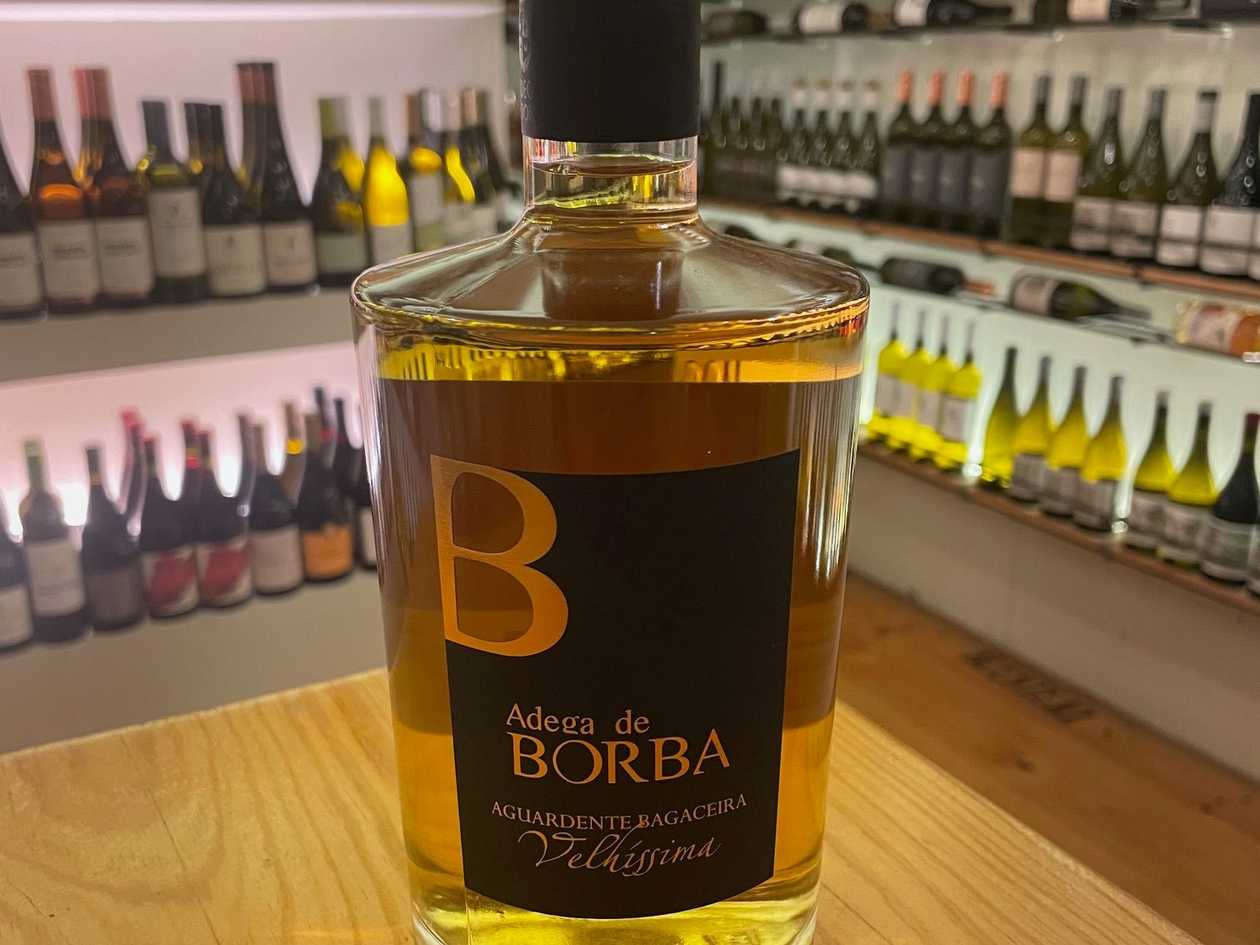 B
Adega de
BORBA
AGUARDENTE BAGACEIRA
Velhíssima